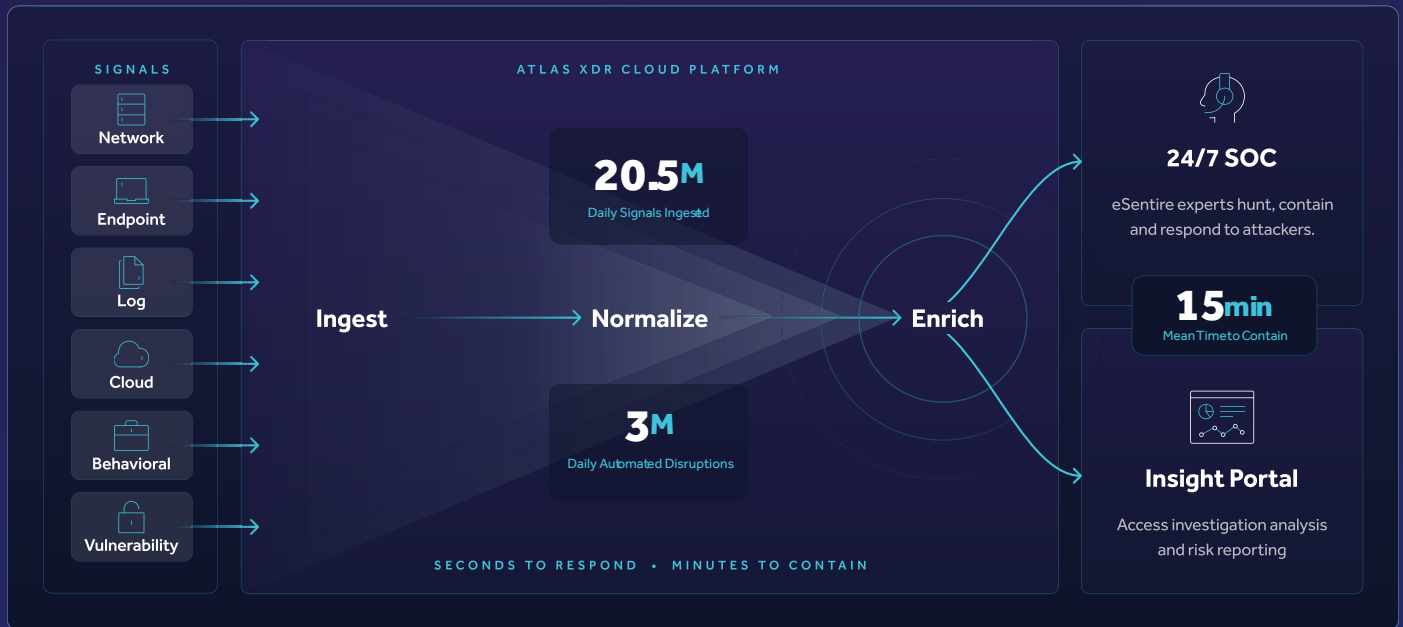 SIGNALS
Network
Endpoint
Log
Cloud
Behavioral
Vulnerability
ATLAS XDR CLOUD PLATFORM
20.5M
Daily Signals Ingested
Ingest
Normalize
Enrich
3M
Daily Automated Disruptions
SECONDS TO RESPOND • MINUTES TO CONTAIN
24/7 SOC
eSentire experts hunt, contain
and respond to attackers.
15min
Mean Time to Contain
Insight Portal
Access investigation analysis
and risk reporting